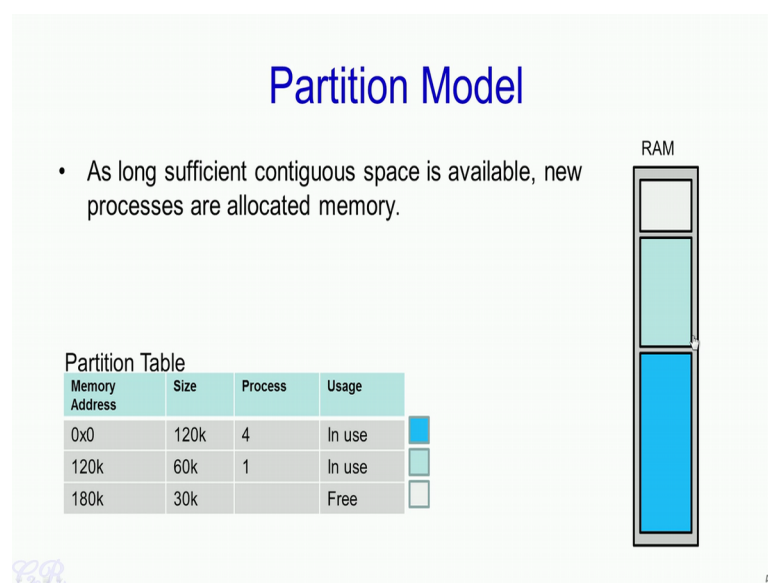 Partition Model
• As long sufficient contiguous space is available, new
processes are allocated memory.
RAM
Partition Table
Memory Address Size Process Usage
0x0 120k 4 In use
120k 60k 1 In use
180k 30k Free